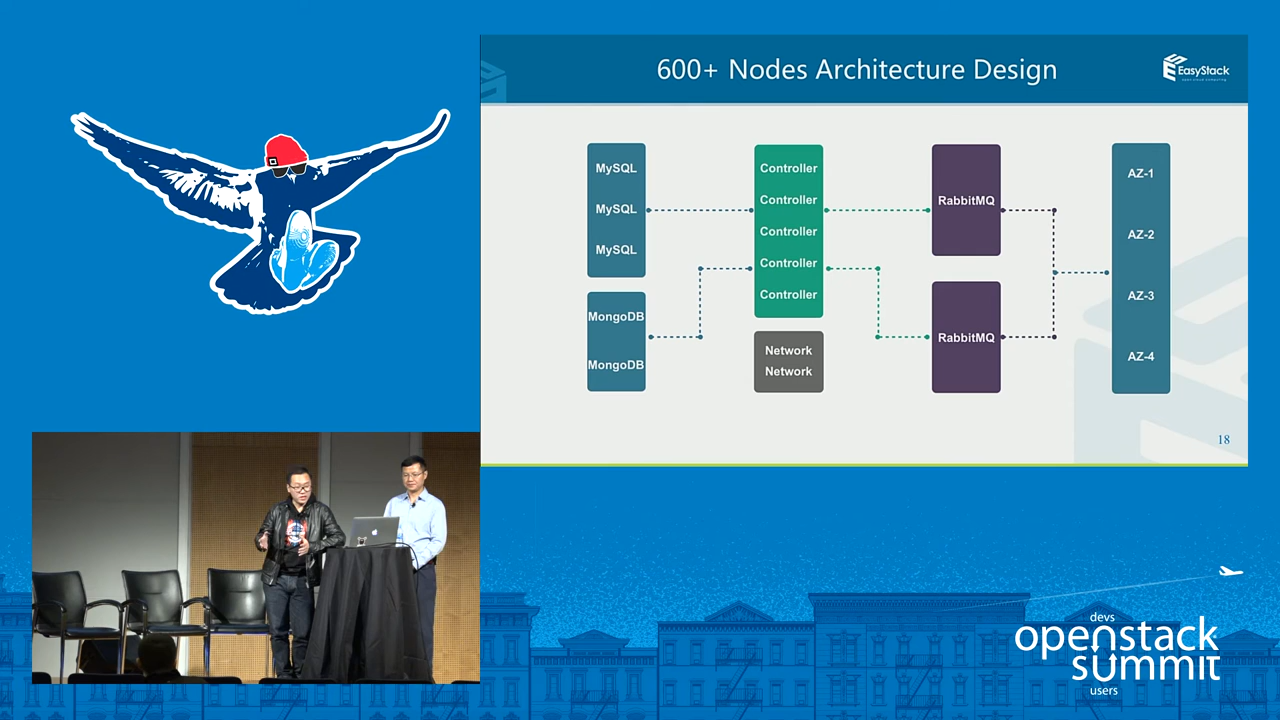 600+ Nodes Architecture Design
EasyStack
MySQL
MySQL
MySQL
MongoDB
MongoDB
Controller
Controller
Controller
Controller
Controller
Network
Network
RabbitMQ
RabbitMQ
AZ-1
AZ-2
AZ-3
AZ-4
18
devs
openstack
summit
users